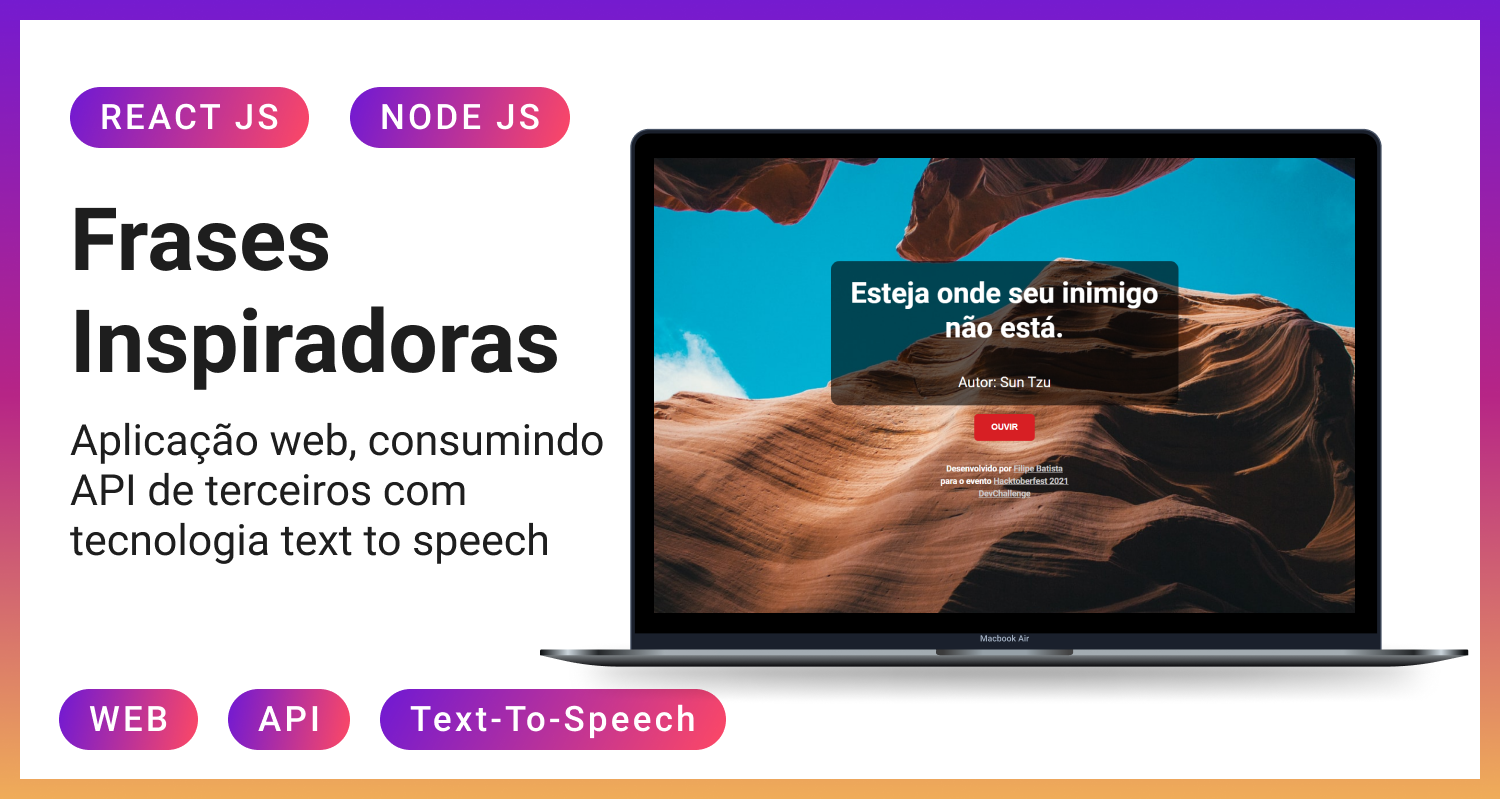 REACT JS
NODE JS
Frases
Inspiradoras
Aplicação web, consumindo
API de terceiros com
tecnologia text to speech
Esteja onde seu inimigo
não está.
Autor: Sun Tzu
OUVIR
Desenvolvido por Filipe Batista
para o evento Hacktoberfest 2021
DevChallenge
Macbook Air
WEB
API
Text-To-Speech